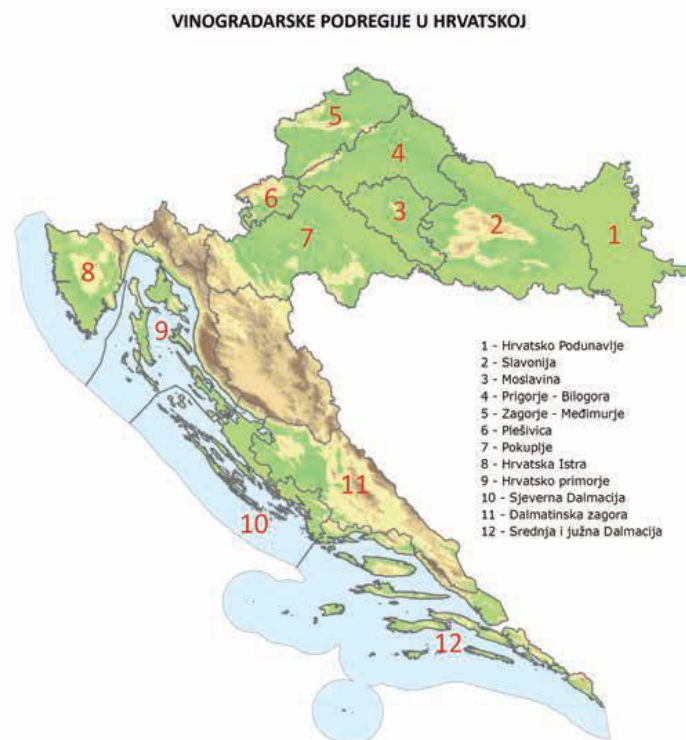 VINOGRADARSKE PODREGIJE U HRVATSKOJ
5
4
6
3
2
1
7
8
9
1 - Hrvatsko Podunavlje
2 - Slavonija
3 - Moslavina
4 - Prigorje - Bilogora
5 - Zagorje - Međimurje
6 - Plešivica
7 - Pokuplje
8 - Hrvatska Istra
9 - Hrvatsko primorje
10 - Sjeverna Dalmacija
11 - Dalmatinska zagora
12 - Srednja i južna Dalmacija
11
10
12